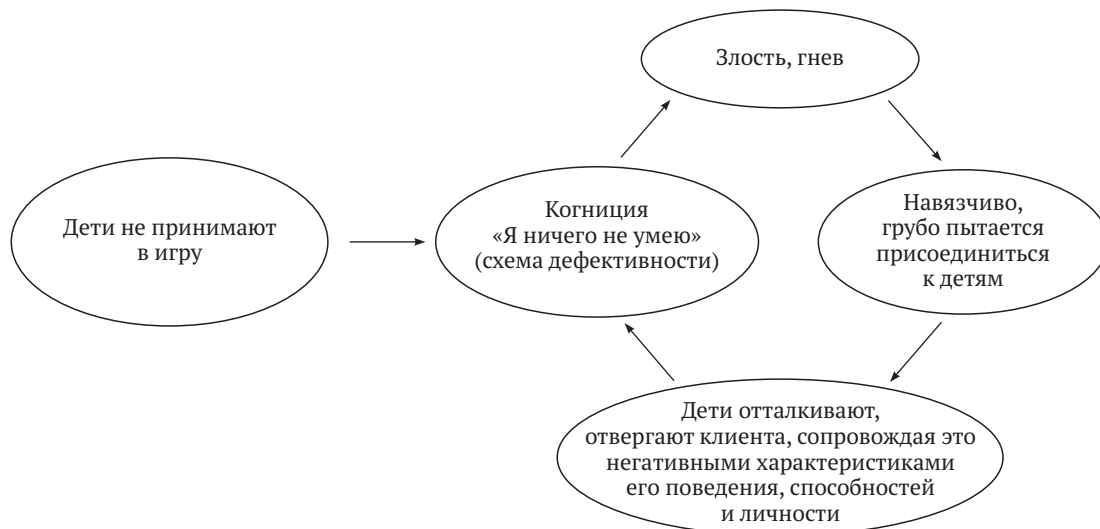 Злость, гнев
Дети не принимают
в игру
Когниция
«Я ничего не умею»
(схема дефективности)
Навязчиво,
грубо пытается
присоединиться
к детям
Дети отталкивают,
отвергают клиента, сопровождая это
негативными характеристиками
его поведения, способностей
и личности